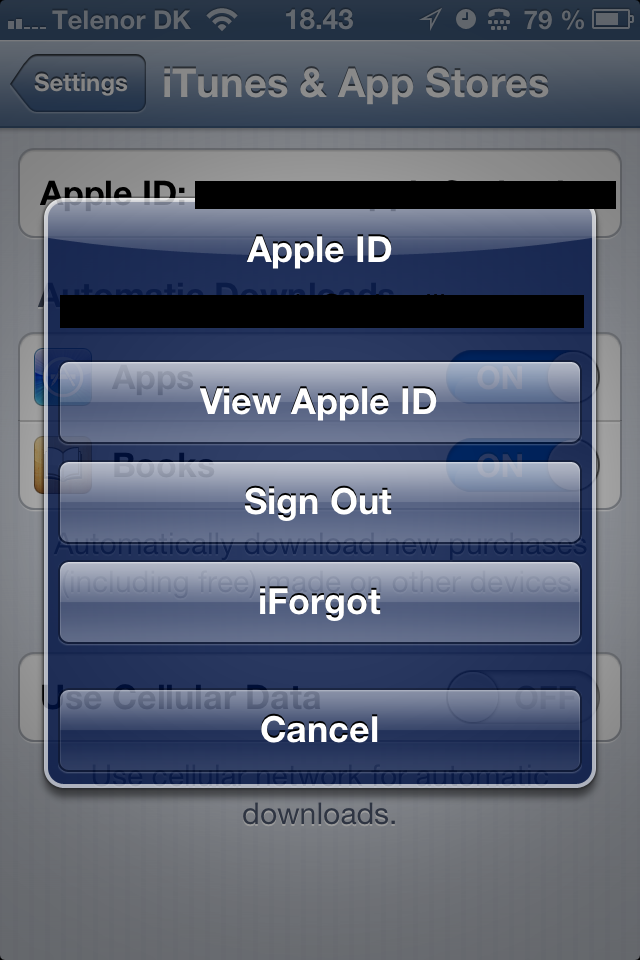 Telenor DK 18.43 79 %
Settings iTunes & App Stores
Apple ID:
Apple ID
Automatic Downloads
Apps ON
View Apple ID
Books ON
Sign Out
Automatically download new purchases
(including free) made on other devices.
iForgot
Use Cellular Data OFF
Cancel
Use cellular network for automatic
downloads.